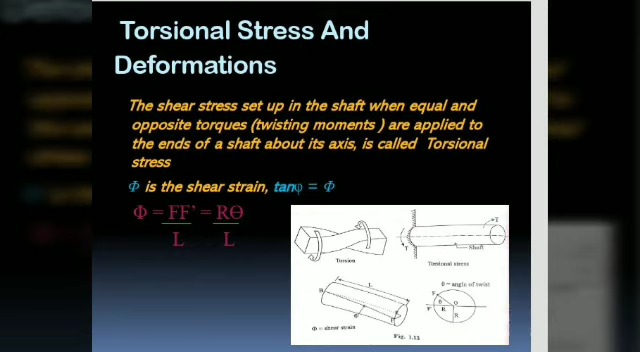 Torsional Stress And
Deformations
The shear stress set up in the shaft when equal and
opposite torques (twisting moments ) are applied to
the ends of a shaft about its axis, is called Torsional
stress
Φ is the shear strain, tanφ = Φ
Φ = FF' = RΘ
L L
T
T
Shaft
Torsion
Torsional stress
L
θ = angle of twist
F
θ
O
F'
R
R
Φ = shear strain
Fig. 1.13